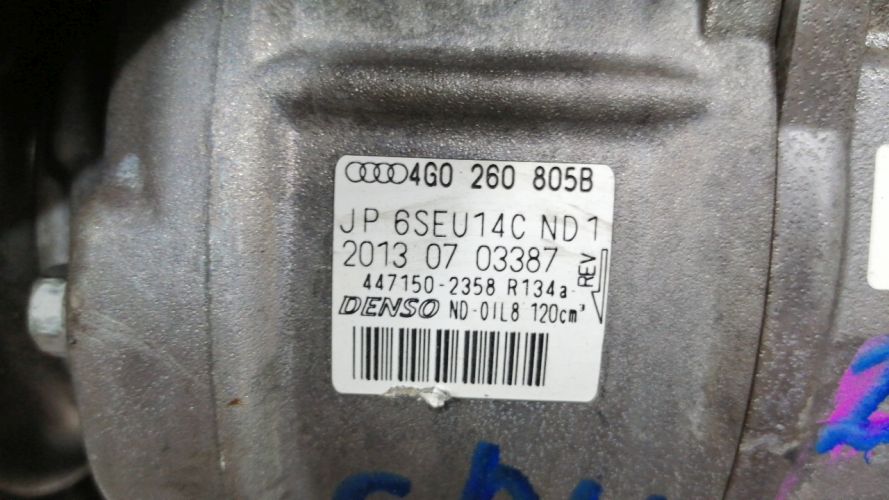 4G0 260 805B
JP 6SEU14C ND1
2013 07 03387
REV
447150-2358 R134a
DENSO ND-OIL8 120cm³